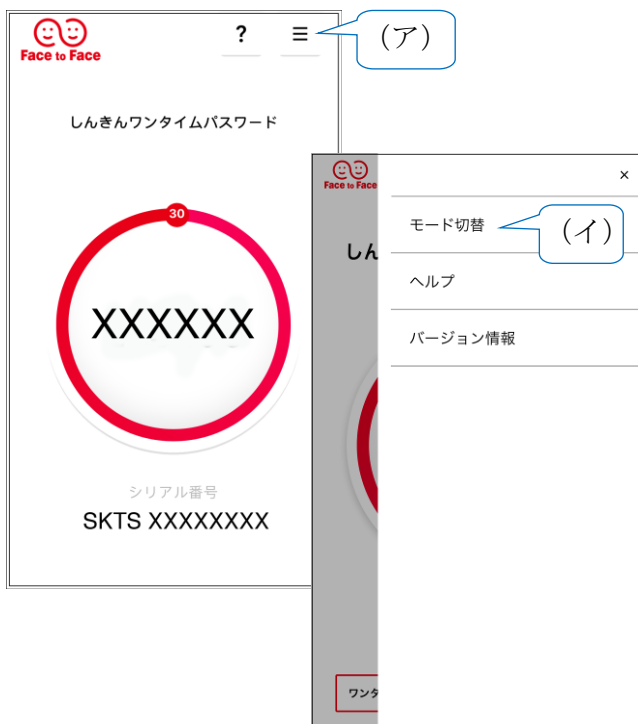 Face to Face
?
(ア)
しんきんワンタイムパスワード
30
XXXXXX
シリアル番号
SKTS XXXXXXXX
Face to Face
×
しん
モード切替
(イ)
ヘルプ
バージョン情報
ワンタ